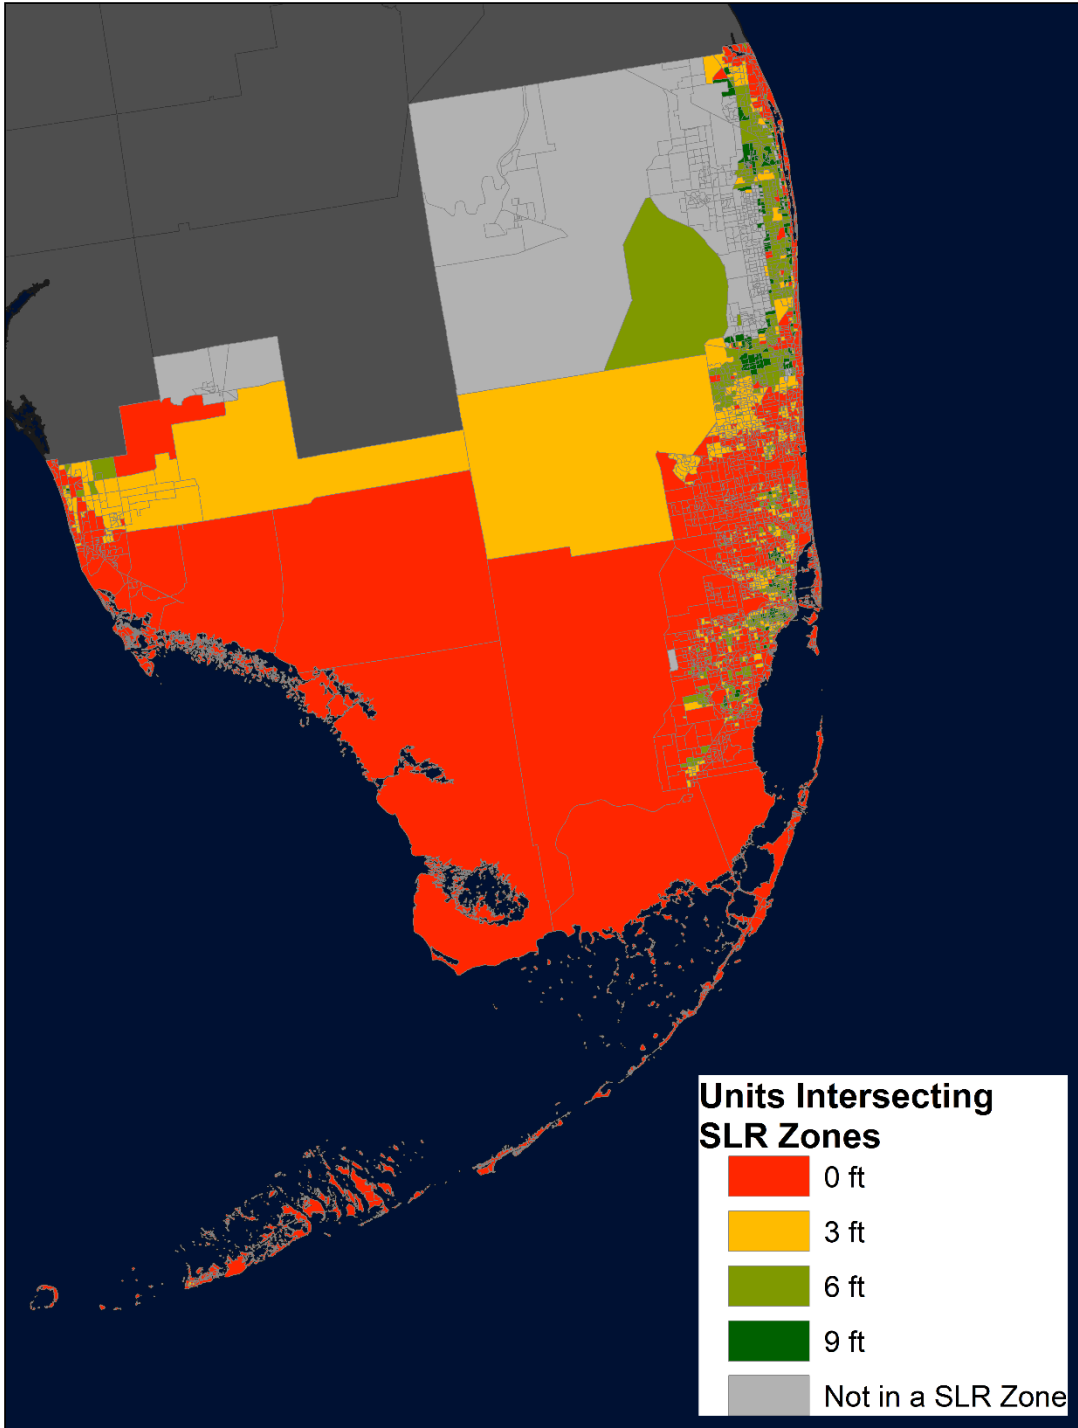 Units Intersecting
SLR Zones
0 ft
3 ft
6 ft
9 ft
Not in a SLR Zone